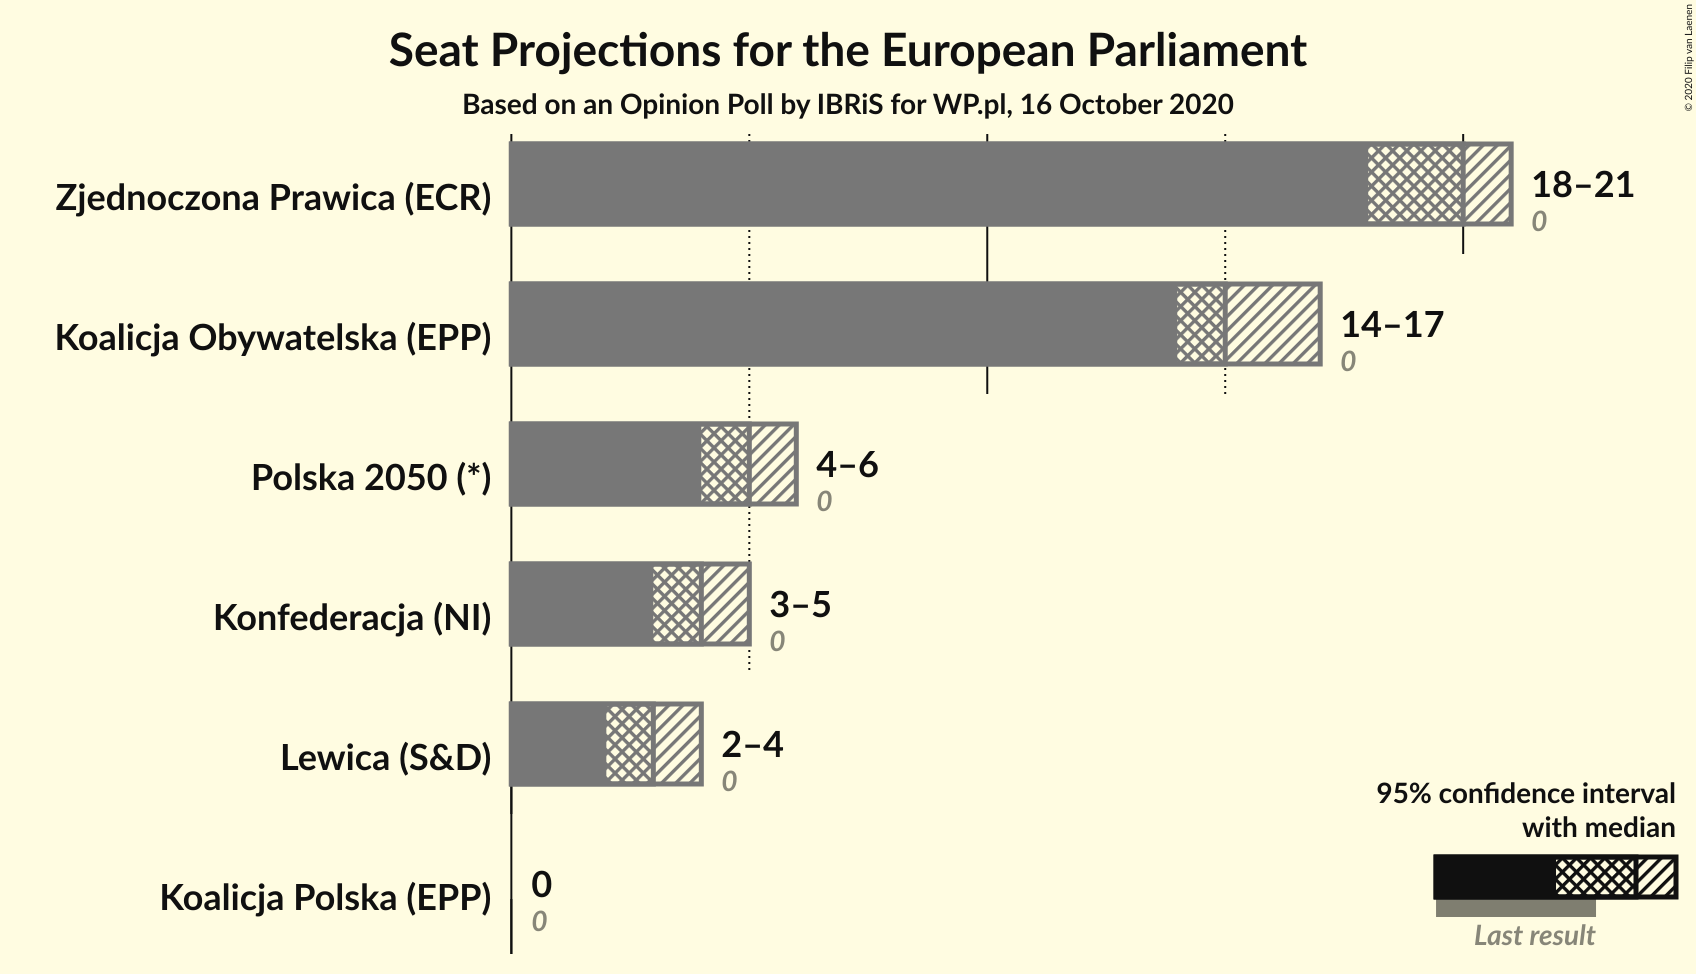 Seat Projections for the European Parliament
Based on an Opinion Poll by IBRiS for WP.pl, 16 October 2020
© 2020 Filip van Laenen
Zjednoczona Prawica (ECR)
18–21
0
Koalicja Obywatelska (EPP)
14–17
0
Polska 2050 (*)
4–6
0
Konfederacja (NI)
3–5
0
Lewica (S&D)
2–4
0
Koalicja Polska (EPP)
0
0
95% confidence interval
with median
Last result